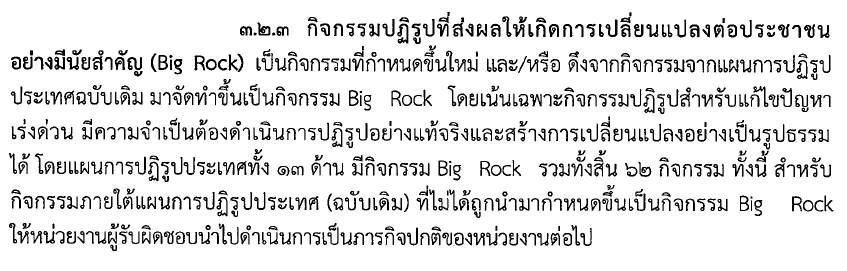 ๓.๒.๓ กิจกรรมปฏิรูปที่ส่งผลให้เกิดการเปลี่ยนแปลงต่อประชาชน
อย่างมีนัยสำคัญ (Big Rock) เป็นกิจกรรมที่กำหนดขึ้นใหม่ และ/หรือ ดึงจากกิจกรรมจากแผนการปฏิรูป
ประเทศฉบับเดิม มาจัดทำขึ้นเป็นกิจกรรม Big Rock โดยเน้นเฉพาะกิจกรรมปฏิรูปสำหรับแก้ไขปัญหา
เร่งด่วน มีความจำเป็นต้องดำเนินการปฏิรูปอย่างแท้จริงและสร้างการเปลี่ยนแปลงอย่างเป็นรูปธรรม
ได้ โดยแผนการปฏิรูปประเทศทั้ง ๑๓ ด้าน มีกิจกรรม Big Rock รวมทั้งสิ้น ๖๒ กิจกรรม ทั้งนี้ สำหรับ
กิจกรรมภายใต้แผนการปฏิรูปประเทศ (ฉบับเดิม) ที่ไม่ได้ถูกนำมากำหนดขึ้นเป็นกิจกรรม Big Rock
ให้หน่วยงานผู้รับผิดชอบนำไปดำเนินการเป็นภารกิจปกติของหน่วยงานต่อไป